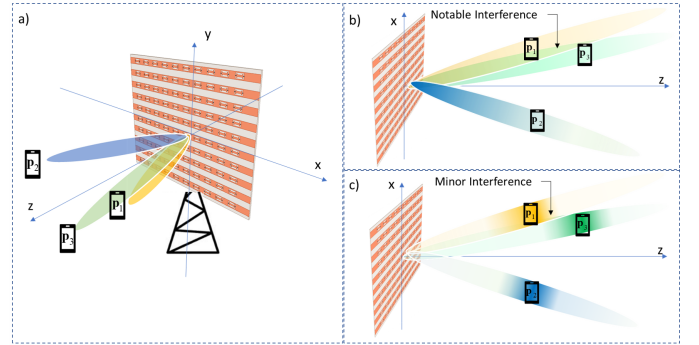 a)
y
x
z
p₂
p₁
p₃
b)
x
Notable Interference
p₁
p₃
z
p₂
c)
x
Minor Interference
p₁
p₃
z
p₂